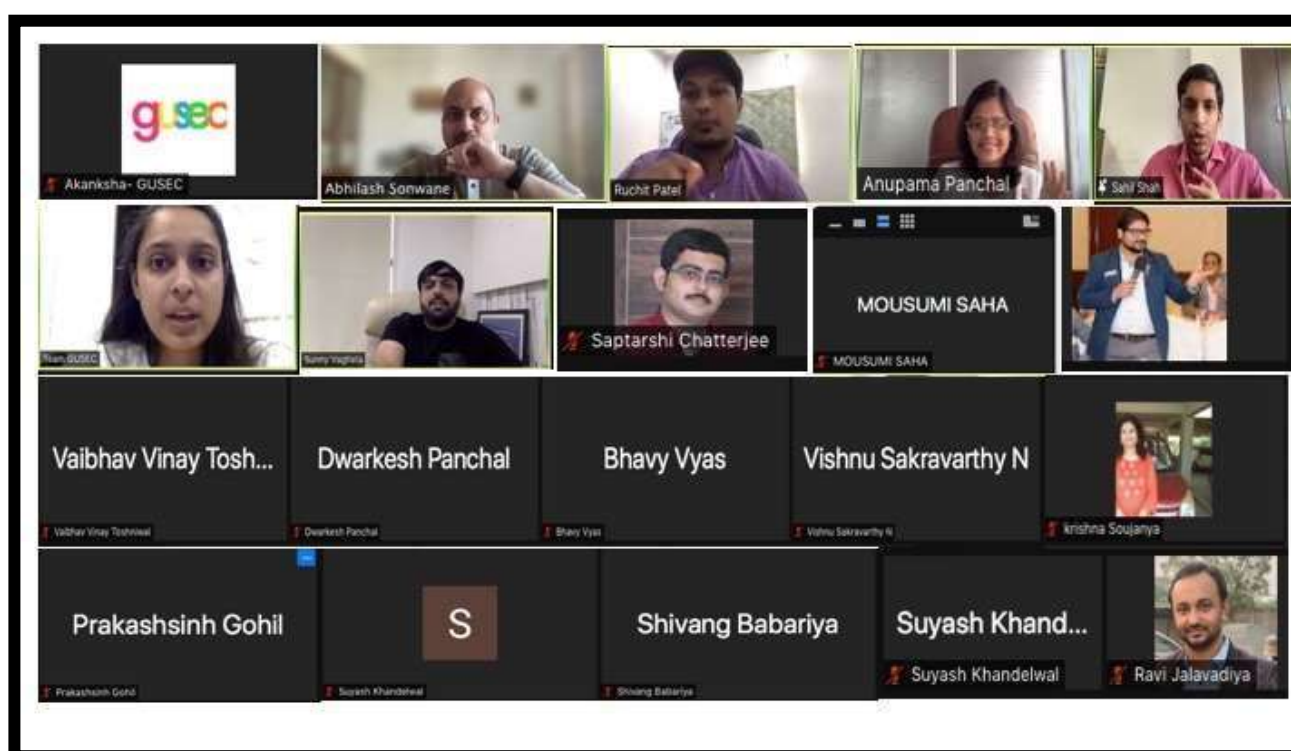 gusec
Akanksha- GUSEC
Abhilash Sonwane
Ruchit Patel
Anupama Panchal
Sahil Shah
Team GUSEC
Sunny Vaghela
Saptarshi Chatterjee
MOUSUMI SAHA
MOUSUMI SAHA
Vaibhav Vinay Tosh...
Vaibhav Vinay Toshniwal
Dwarkesh Panchal
Dwarkesh Panchal
Bhavy Vyas
Bhavy Vyas
Vishnu Sakravarthy N
Vishnu Sakravarthy N
krishna Soujanya
Prakashsinh Gohil
Prakashsinh Gohil
S
Suyash Khandelwal
Shivang Babariya
Shivang Babariya
Suyash Khand...
Suyash Khandelwal
Ravi Jalavadiya